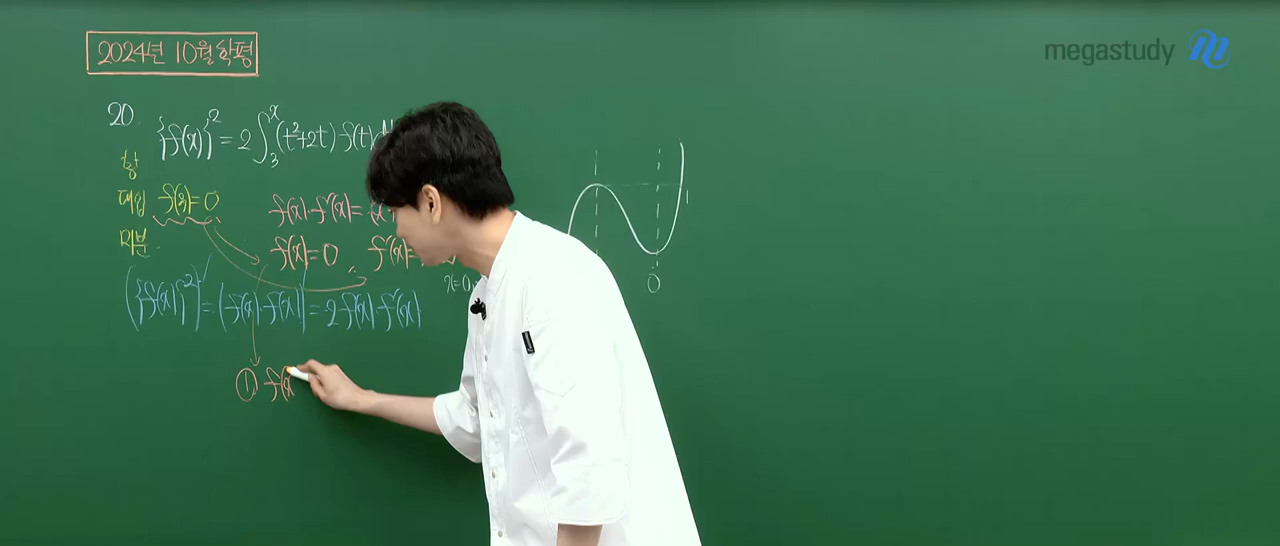 2024년 10월 학평
megastudy
20.
{f(x)}² = 2∫₃ˣ(t²+2t)f(t)d
항
대입 f(3)=0
미분.
f(x)·f'(x)=
f(x)=0 f'(x)=
x=0,
({f(x)}²)' = (f(x)·f(x))' = 2f(x)·f'(x)
① f(x
1
0